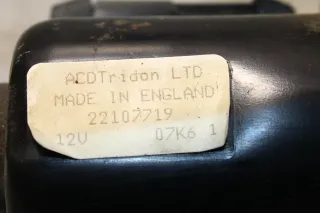 ACDTridon LTD
MADE IN ENGLAND
22107719
12V 07K6 1